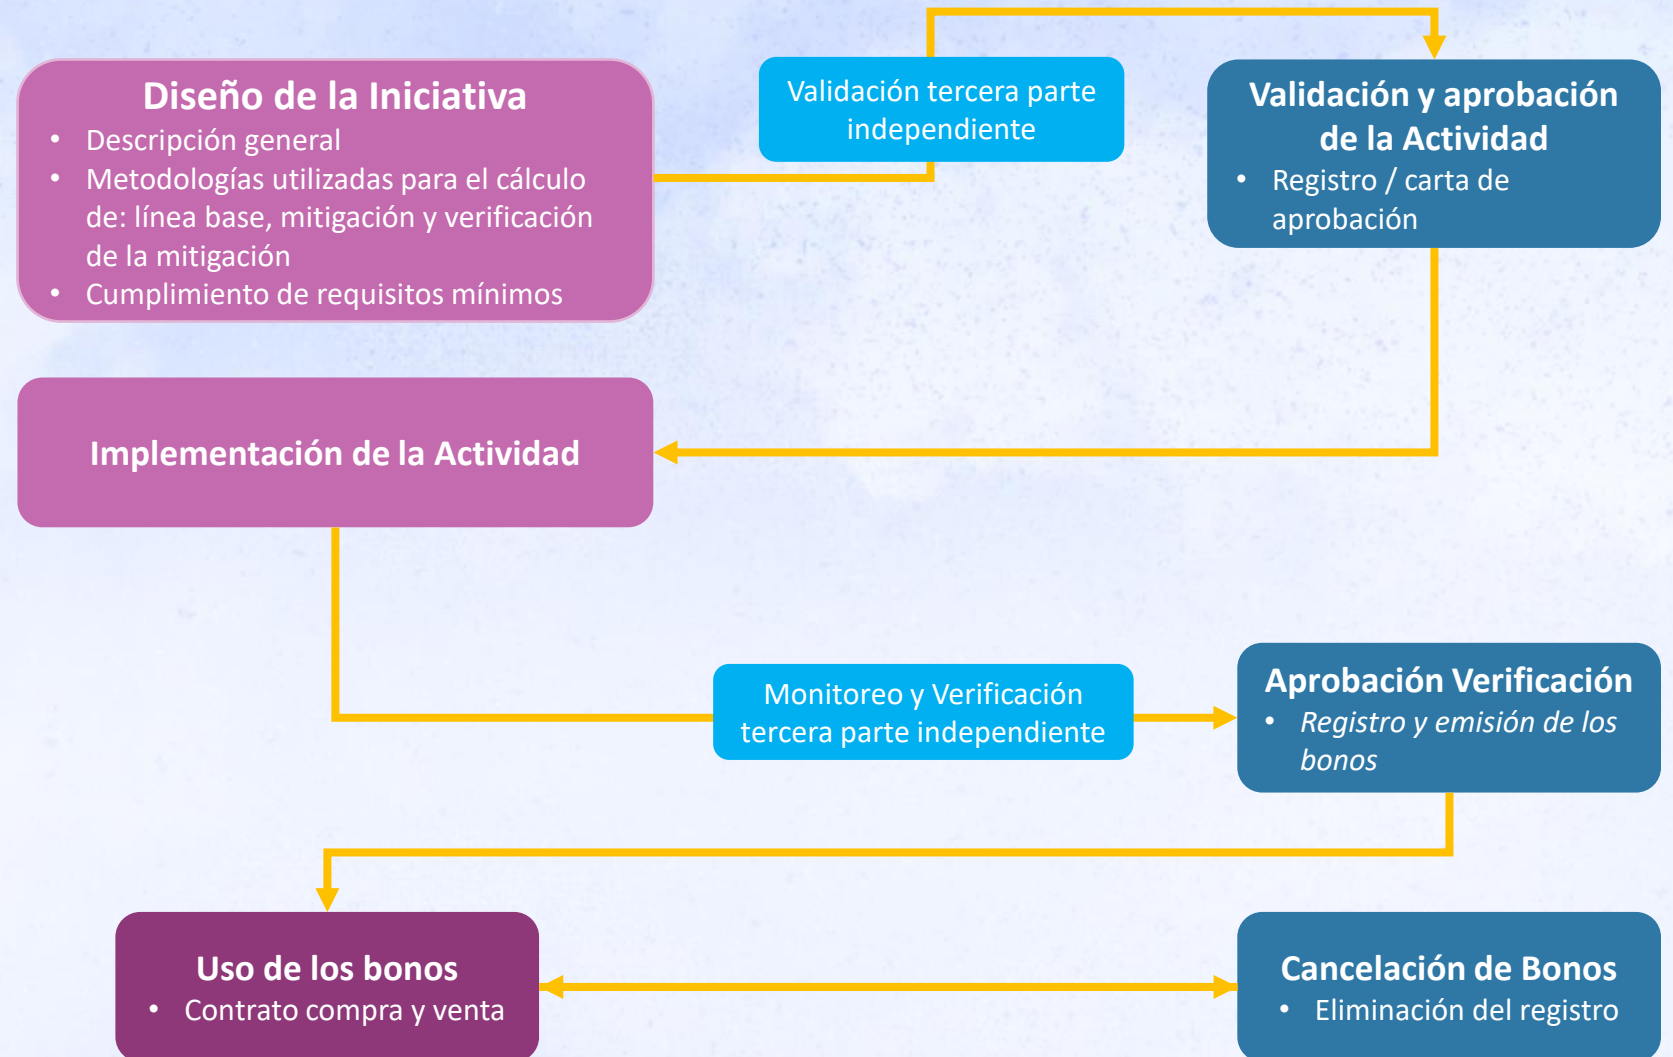 Diseño de la Iniciativa
• Descripción general
• Metodologías utilizadas para el cálculo
de: línea base, mitigación y verificación
de la mitigación
• Cumplimiento de requisitos mínimos
Validación tercera parte
independiente
Validación y aprobación
de la Actividad
• Registro / carta de
aprobación
Implementación de la Actividad
Monitoreo y Verificación
tercera parte independiente
Aprobación Verificación
• Registro y emisión de los
bonos
Uso de los bonos
• Contrato compra y venta
Cancelación de Bonos
• Eliminación del registro